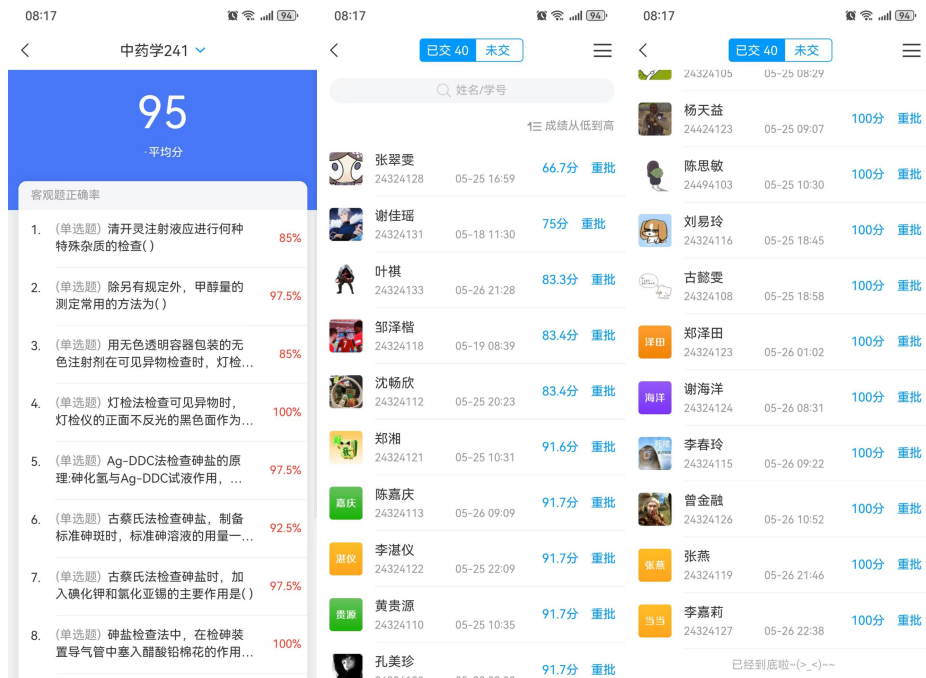 08:17
94
中药学241
95
·平均分
客观题正确率
1. (单选题) 清开灵注射液应进行何种
特殊杂质的检查( )
85%
2. (单选题) 除另有规定外，甲醇量的
测定常用的方法为( )
97.5%
3. (单选题) 用无色透明容器包装的无
色注射剂在可见异物检查时，灯检...
85%
4. (单选题) 灯检法检查可见异物时，
灯检仪的正面不反光的黑色面作为...
100%
5. (单选题) Ag-DDC法检查砷盐的原
理:砷化氢与Ag-DDC试液作用，...
97.5%
6. (单选题) 古蔡氏法检查砷盐，制备
标准砷斑时，标准砷溶液的用量一...
92.5%
7. (单选题) 古蔡氏法检查砷盐时，加
入碘化钾和氯化亚锡的主要作用是( )
97.5%
8. (单选题) 砷盐检查法中，在检砷装
置导气管中塞入醋酸铅棉花的作用...
100%
08:17
94
已交 40 未交
姓名/学号
成绩从低到高
张翠雯
24324128 05-25 16:59
66.7分 重批
谢佳瑶
24324131 05-18 11:30
75分 重批
叶祺
24324133 05-26 21:28
83.3分 重批
邹泽楷
24324118 05-19 08:39
83.4分 重批
沈畅欣
24324112 05-25 20:23
83.4分 重批
郑湘
24324121 05-25 10:31
91.6分 重批
嘉庆
陈嘉庆
24324113 05-26 09:09
91.7分 重批
湛仪
李湛仪
24324122 05-25 22:09
91.7分 重批
贵源
黄贵源
24324110 05-25 10:35
91.7分 重批
孔美珍
91.7分 重批
08:17
94
已交 40 未交
24324105 05-25 08:29
杨天益
24424123 05-25 09:07
100分 重批
陈思敏
24494103 05-25 10:30
100分 重批
刘易玲
24324116 05-25 18:45
100分 重批
古懿雯
24324108 05-25 18:58
100分 重批
泽田
郑泽田
24324123 05-26 01:02
100分 重批
海洋
谢海洋
24324124 05-26 08:31
100分 重批
李春玲
24324115 05-26 09:22
100分 重批
曾金融
24324126 05-26 10:52
100分 重批
张燕
张燕
24324119 05-26 21:46
100分 重批
当当
李嘉莉
24324127 05-26 22:38
100分 重批
已经到底啦~(>_<)~~